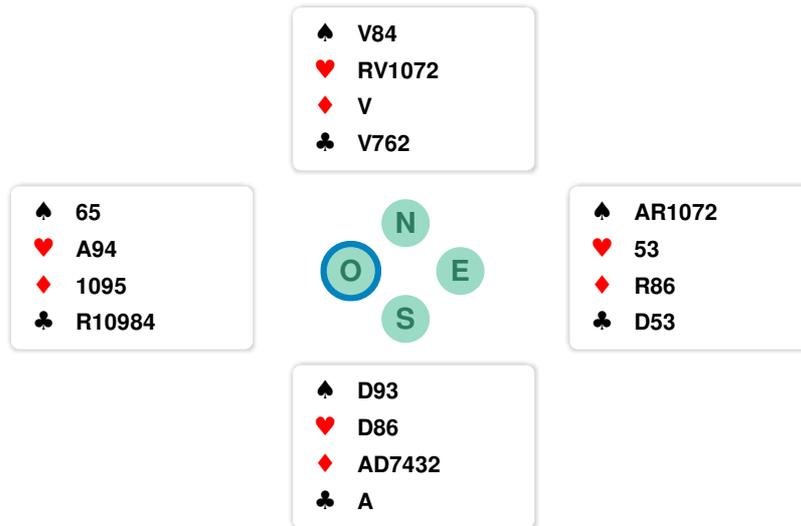 ♠ V84
♥ RV1072
♦ V
♣ V762
♠ 65
♥ A94
♦ 1095
♣ R10984
N
O
E
S
♠ AR1072
♥ 53
♦ R86
♣ D53
♠ D93
♥ D86
♦ AD7432
♣ A